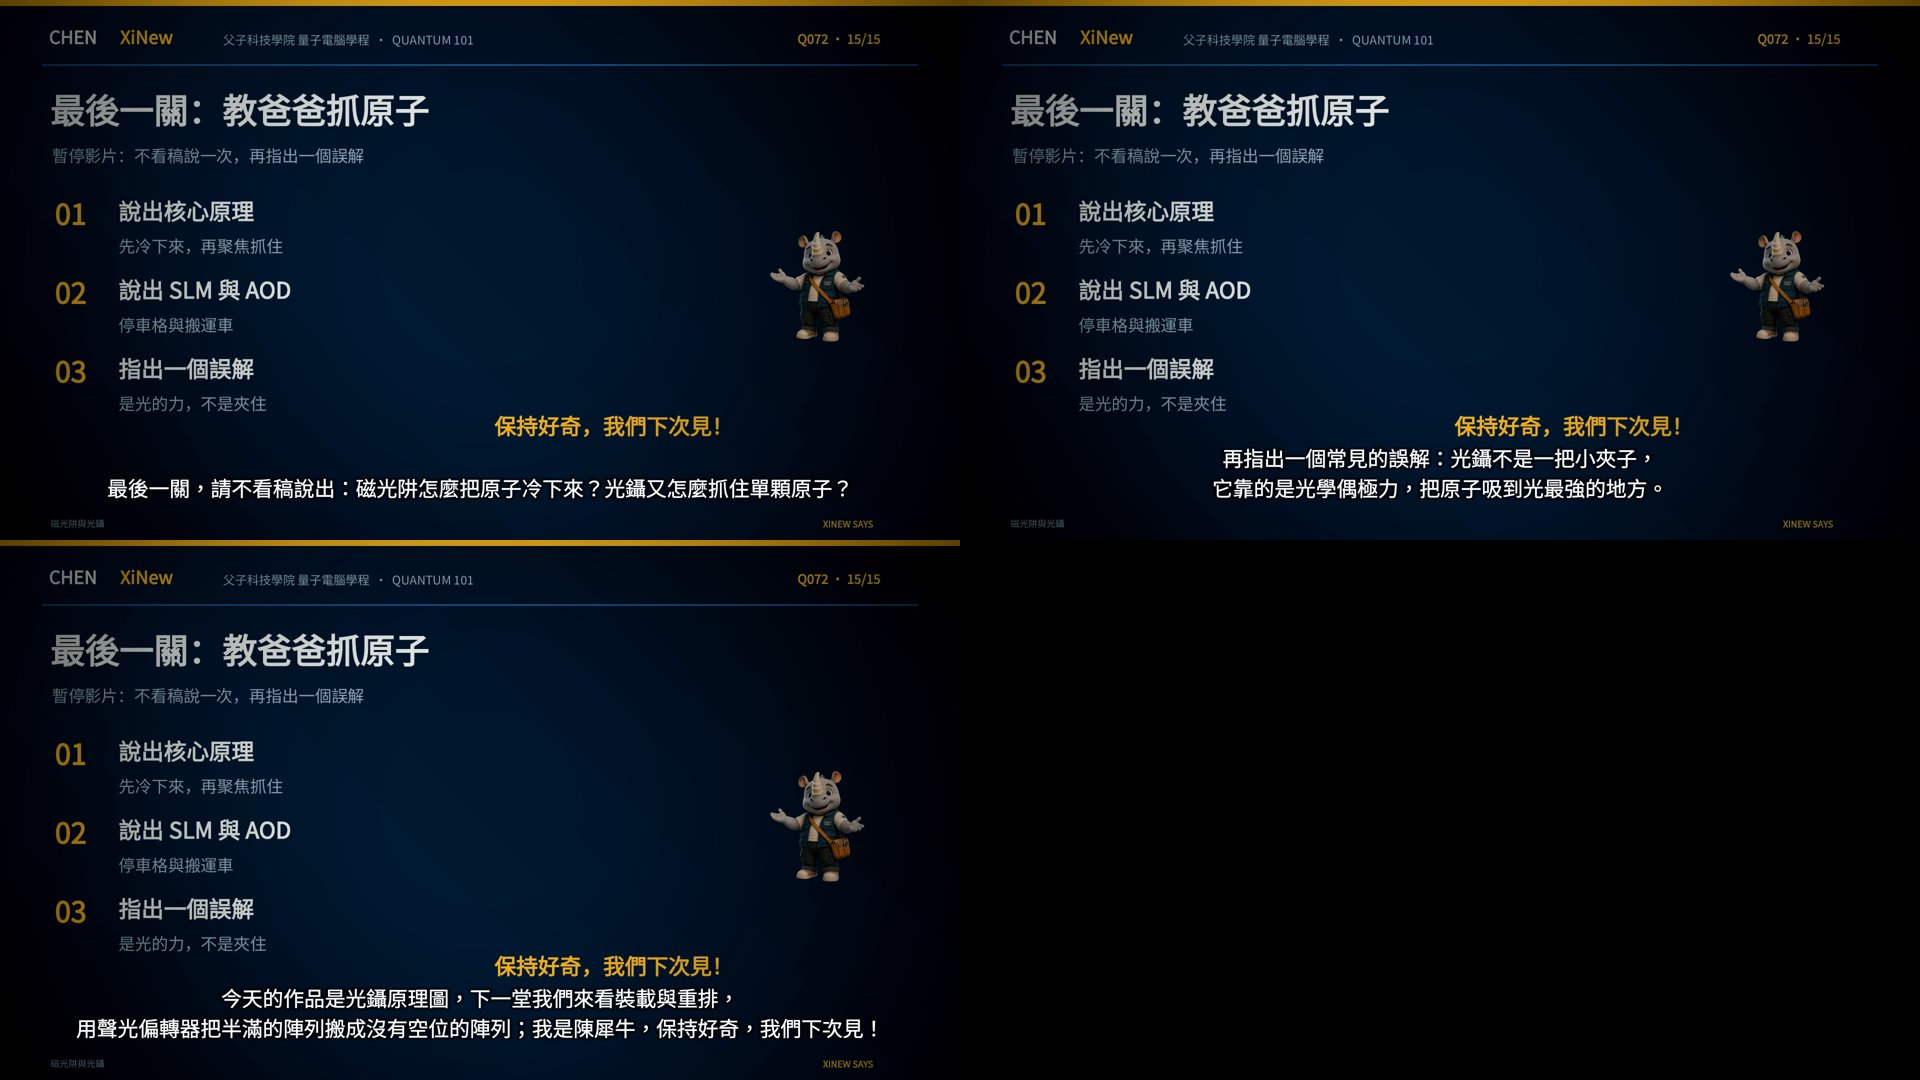 CHEN XiNew 父子科技學院 量子電腦學程 · QUANTUM 101 Q072 · 15/15
最後一關：教爸爸抓原子
暫停影片：不看稿說一次，再指出一個誤解
01 說出核心原理
先冷下來，再聚焦抓住
02 說出 SLM 與 AOD
停車格與搬運車
03 指出一個誤解
是光的力，不是夾住
保持好奇，我們下次見！
最後一關，請不看稿說出：磁光阱怎麼把原子冷下來？光鑷又怎麼抓住單顆原子？
磁光阱與光鑷 XINEW SAYS
CHEN XiNew 父子科技學院 量子電腦學程 · QUANTUM 101 Q072 · 15/15
最後一關：教爸爸抓原子
暫停影片：不看稿說一次，再指出一個誤解
01 說出核心原理
先冷下來，再聚焦抓住
02 說出 SLM 與 AOD
停車格與搬運車
03 指出一個誤解
是光的力，不是夾住
保持好奇，我們下次見！
再指出一個常見的誤解：光鑷不是一把小夾子，
它靠的是光學偶極力，把原子吸到光最強的地方。
磁光阱與光鑷 XINEW SAYS
CHEN XiNew 父子科技學院 量子電腦學程 · QUANTUM 101 Q072 · 15/15
最後一關：教爸爸抓原子
暫停影片：不看稿說一次，再指出一個誤解
01 說出核心原理
先冷下來，再聚焦抓住
02 說出 SLM 與 AOD
停車格與搬運車
03 指出一個誤解
是光的力，不是夾住
保持好奇，我們下次見！
今天的作品是光鑷原理圖，下一堂我們來看裝載與重排，
用聲光偏轉器把半滿的陣列搬成沒有空位的陣列；我是陳犀牛，保持好奇，我們下次見！
磁光阱與光鑷 XINEW SAYS